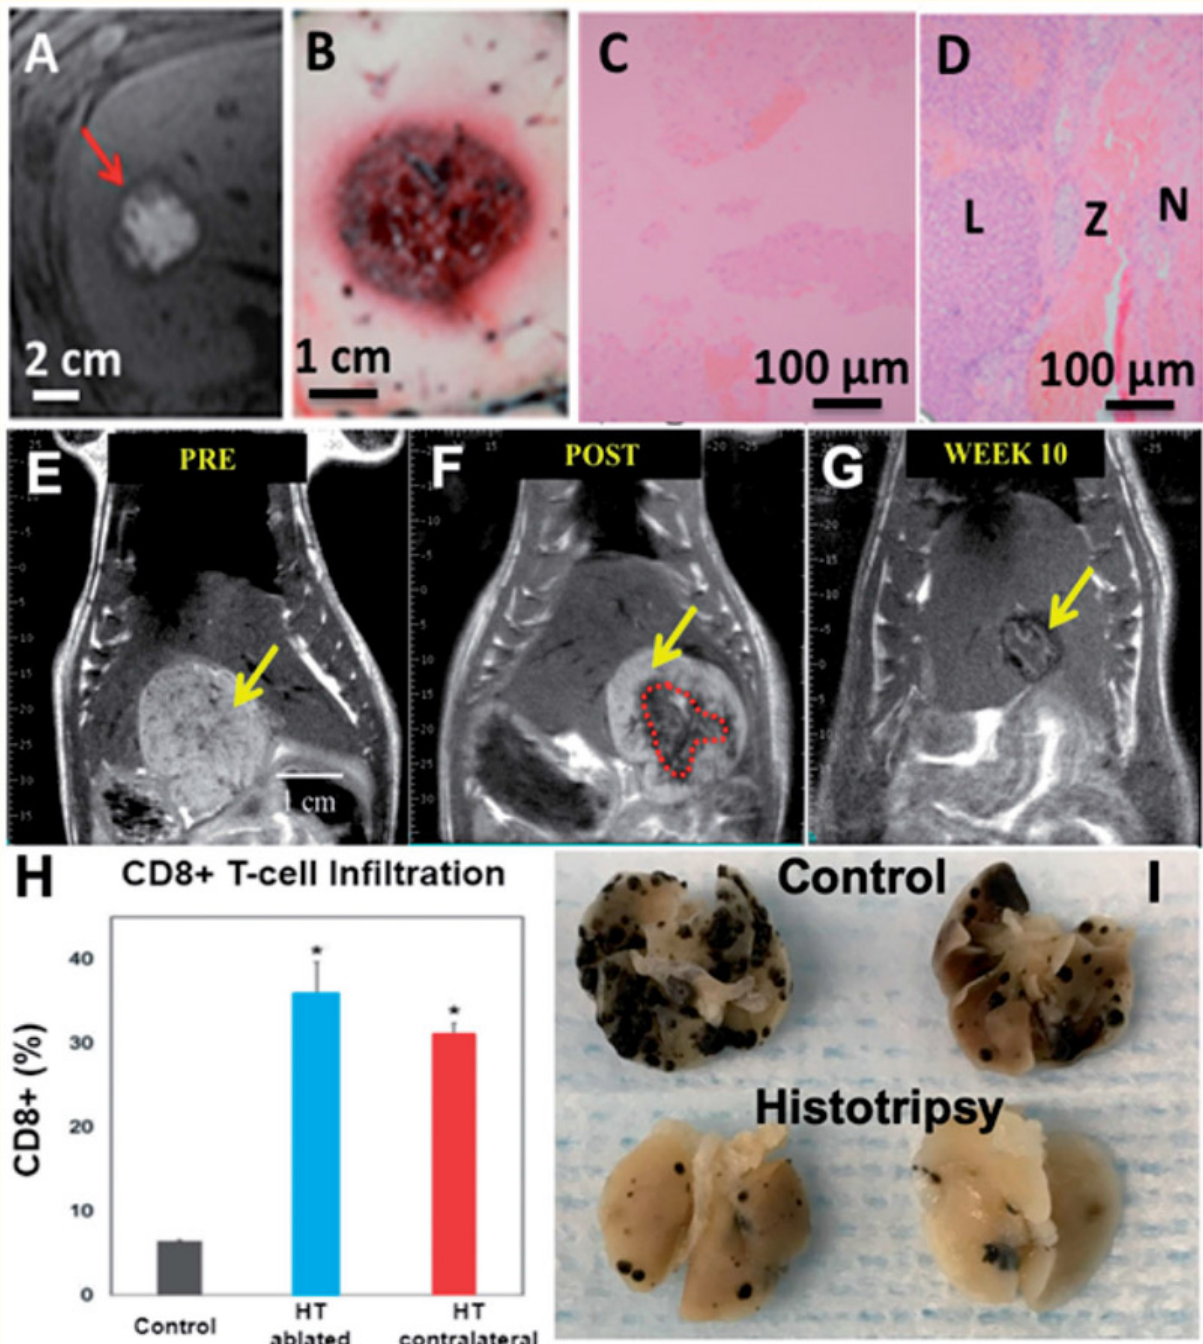 A
B
C
D
L
Z
N
2 cm
1 cm
100 μm
100 μm
E
PRE
F
POST
G
WEEK 10
1 cm
H
CD8+ T-cell Infiltration
CD8+ (%)
40
30
20
10
0
*
*
Control
HT
ablated
HT
contralateral
Control
I
Histotripsy